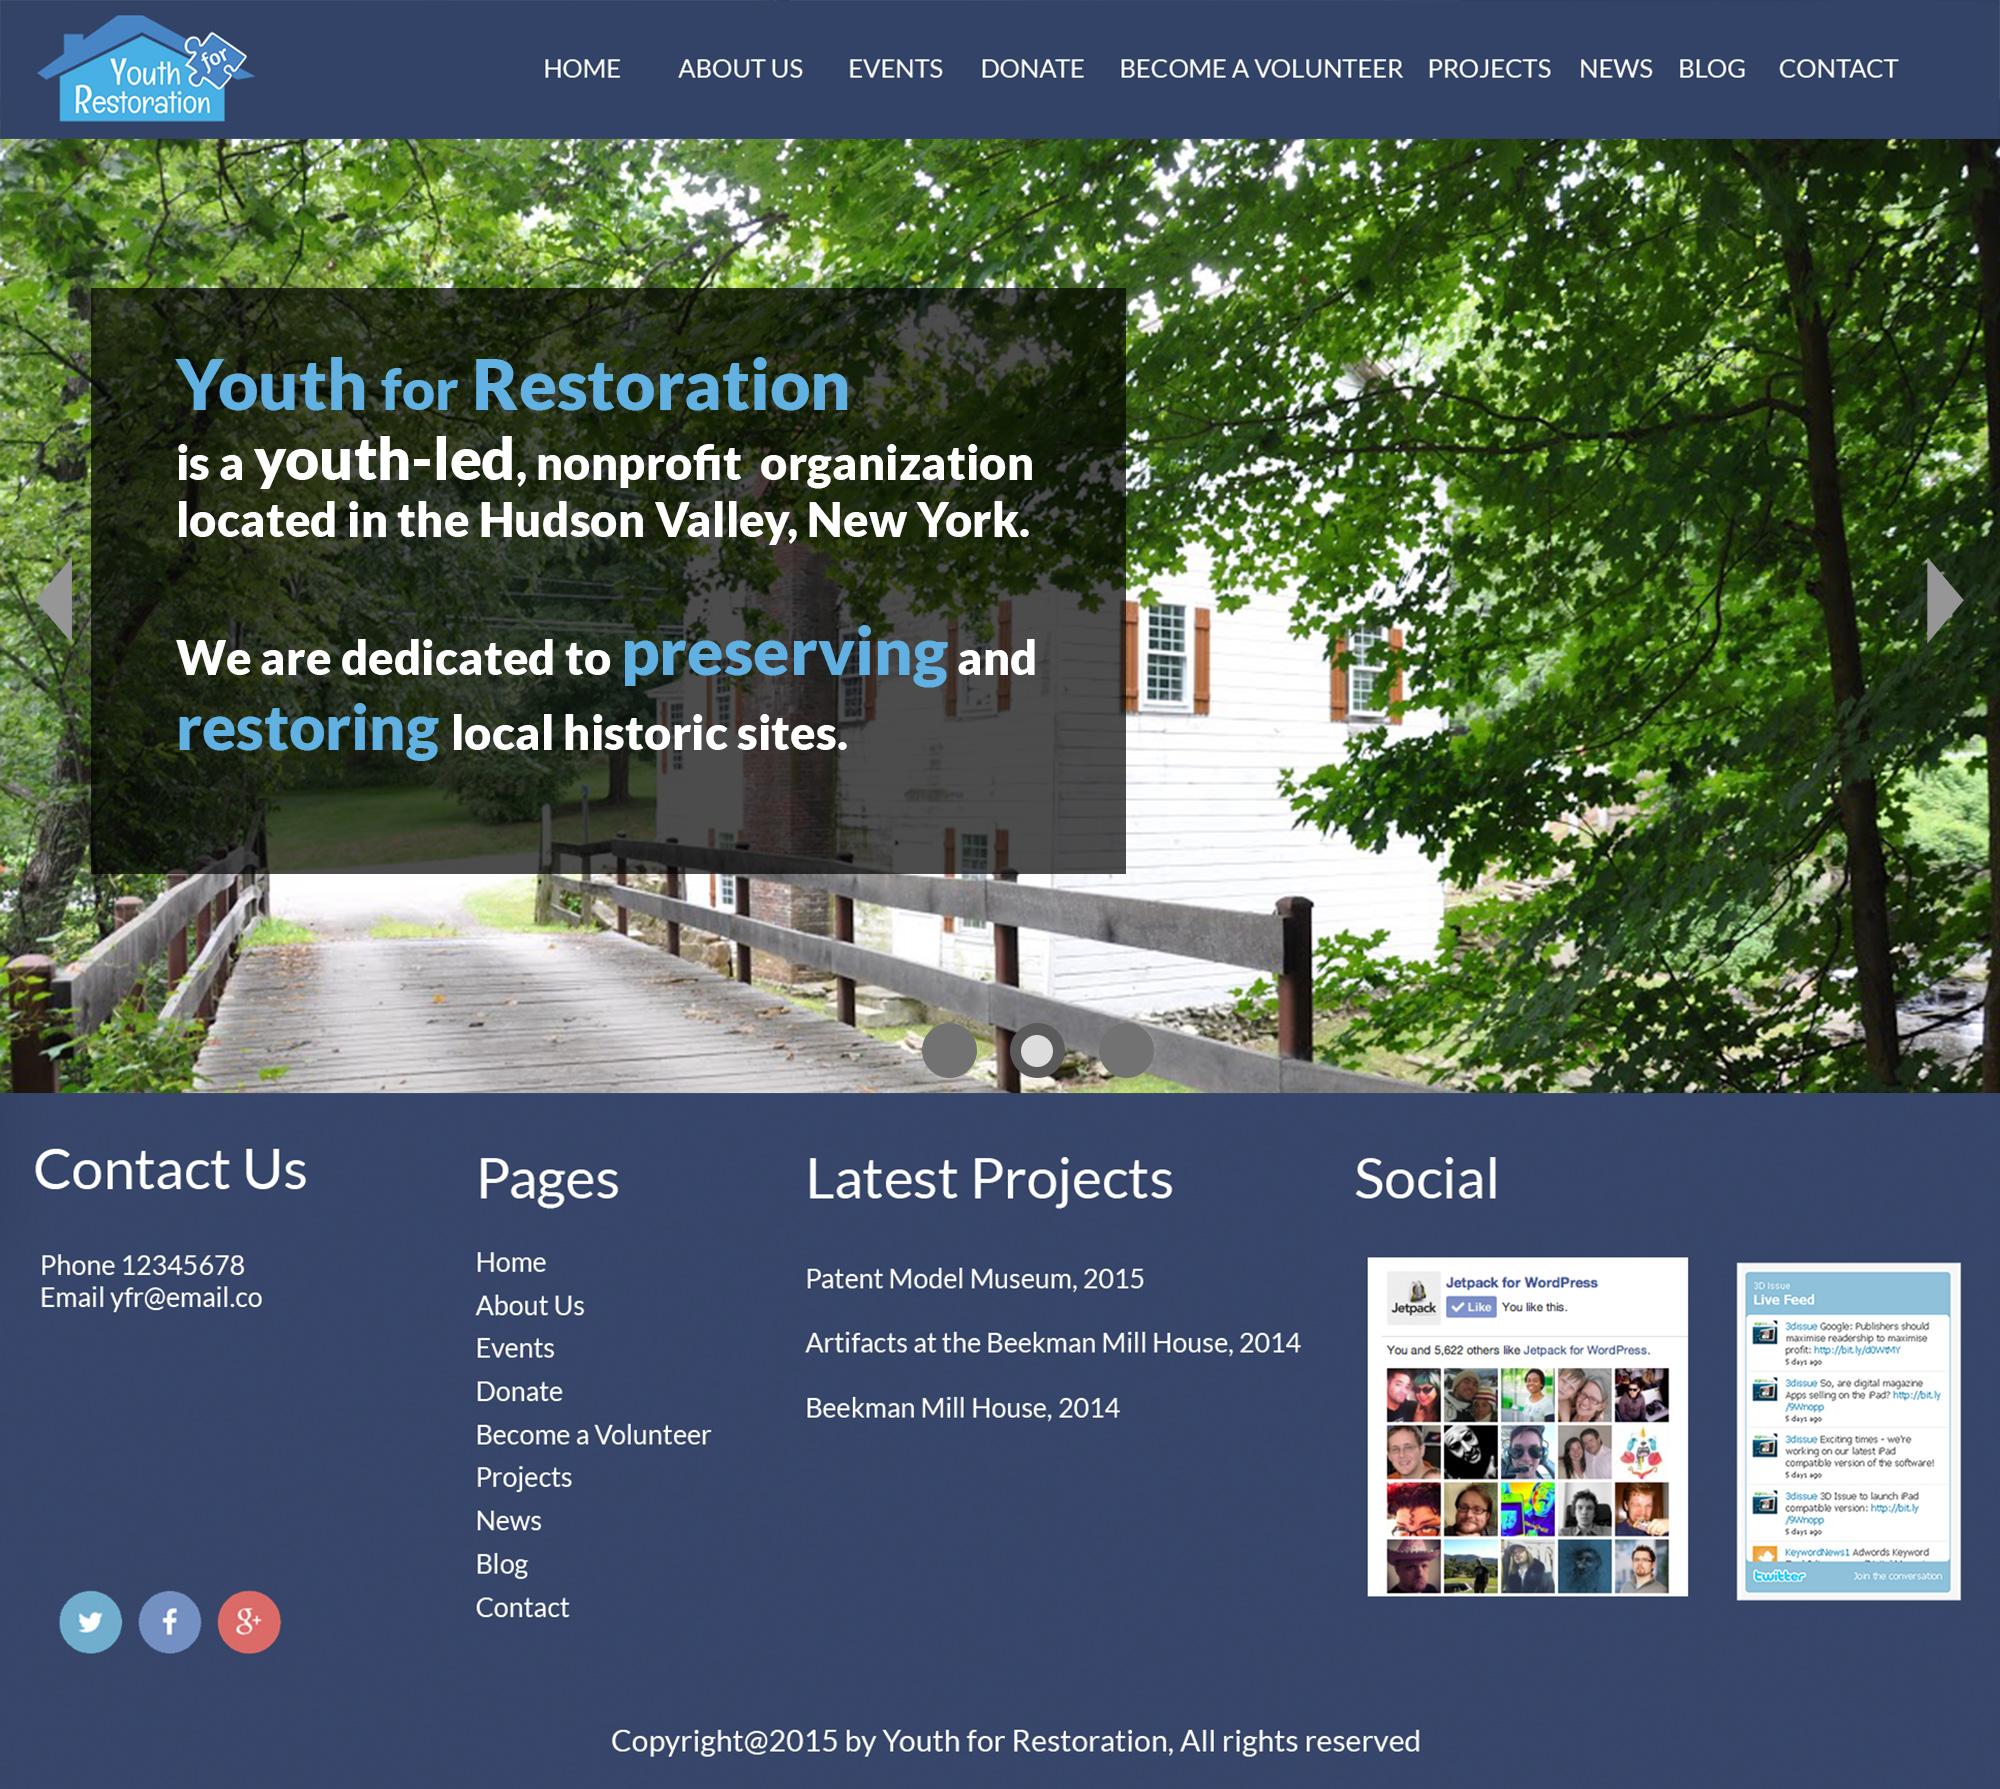 Youth for
Restoration
HOME ABOUT US EVENTS DONATE BECOME A VOLUNTEER PROJECTS NEWS BLOG CONTACT
Youth for Restoration
is a youth-led, nonprofit organization
located in the Hudson Valley, New York.
We are dedicated to preserving and
restoring local historic sites.
Contact Us
Phone 12345678
Email yfr@email.co
Pages
Home
About Us
Events
Donate
Become a Volunteer
Projects
News
Blog
Contact
Latest Projects
Patent Model Museum, 2015
Artifacts at the Beekman Mill House, 2014
Beekman Mill House, 2014
Social
Jetpack
Jetpack for WordPress
Like You like this.
You and 5,622 others like Jetpack for WordPress.
3D Issue
Live Feed
3dissue Google: Publishers should
maximise readership to maximise
profit: http://bit.ly/d0WtMY
5 days ago
3dissue So, are digital magazine
Apps selling on the iPad? http://bit.ly
/9Wnopp
5 days ago
3dissue Exciting times - we're
working on our latest iPad
compatible version of the software!
5 days ago
3dissue 3D Issue to launch iPad
compatible version: http://bit.ly
/9Wnopp
5 days ago
KeywordNews1 Adwords Keyword
twitter Join the conversation
g+
Copyright@2015 by Youth for Restoration, All rights reserved